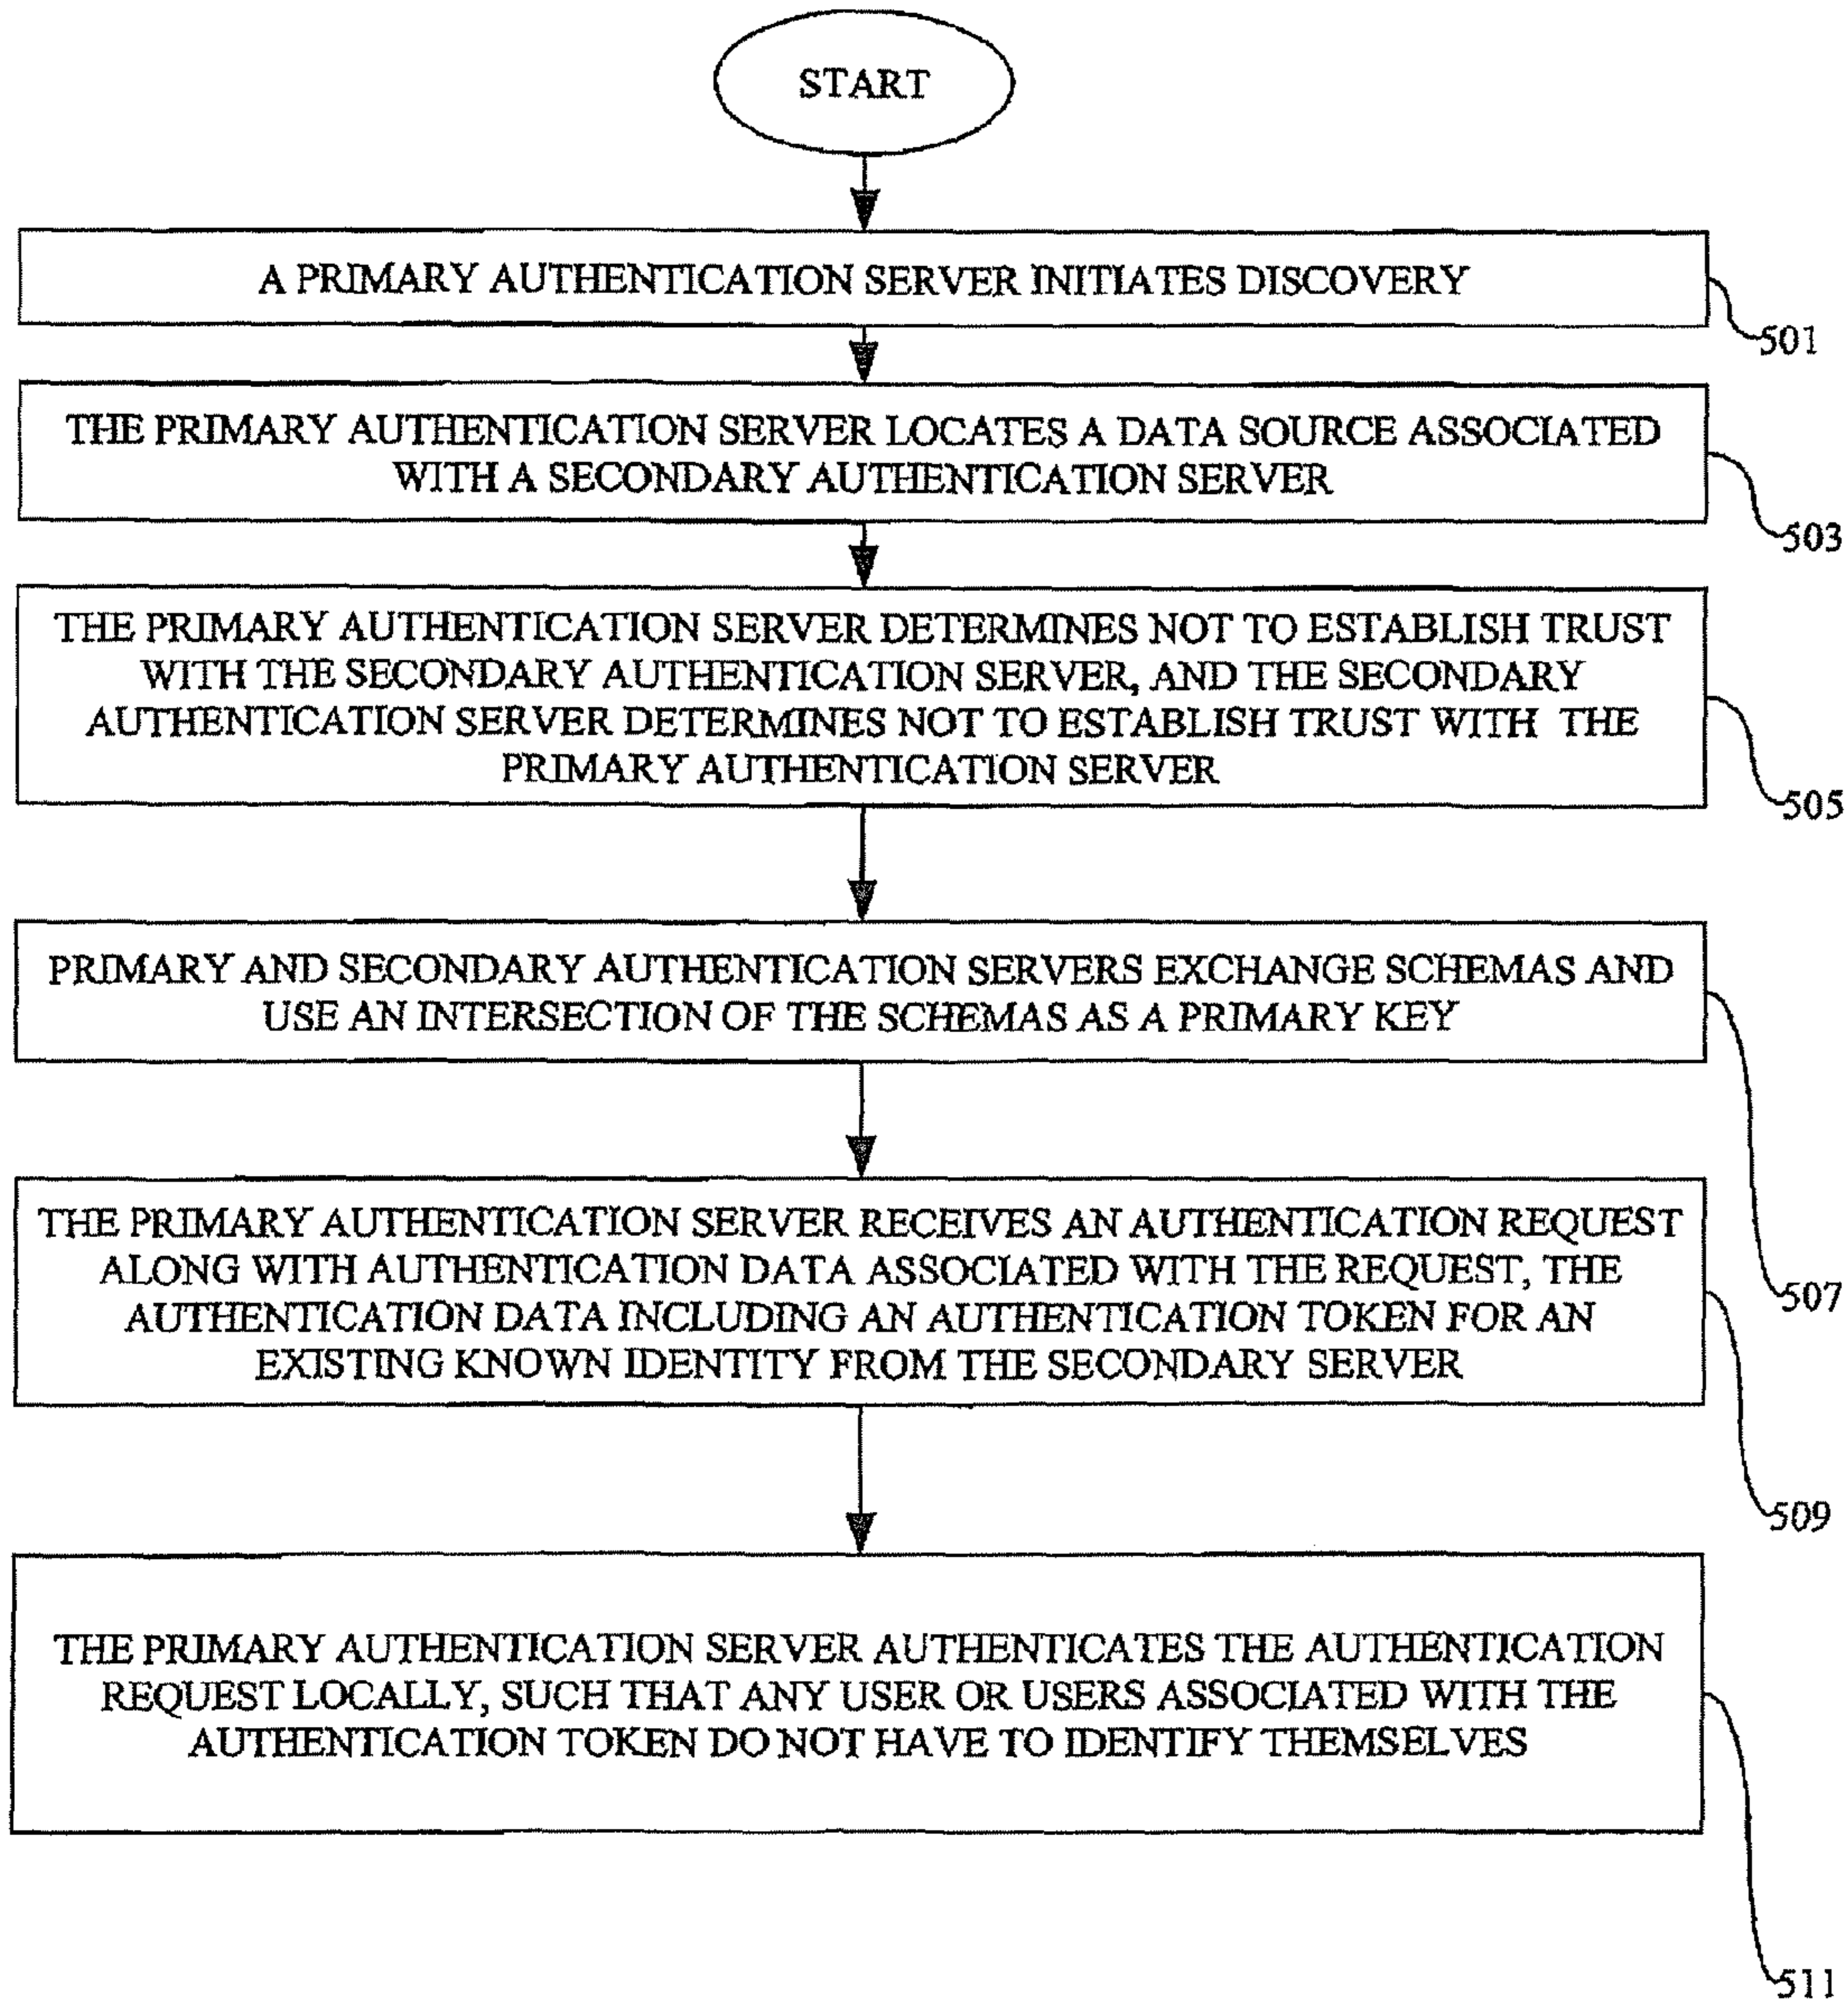 START
A PRIMARY AUTHENTICATION SERVER INITIATES DISCOVERY
501
THE PRIMARY AUTHENTICATION SERVER LOCATES A DATA SOURCE ASSOCIATED
WITH A SECONDARY AUTHENTICATION SERVER
503
THE PRIMARY AUTHENTICATION SERVER DETERMINES NOT TO ESTABLISH TRUST
WITH THE SECONDARY AUTHENTICATION SERVER, AND THE SECONDARY
AUTHENTICATION SERVER DETERMINES NOT TO ESTABLISH TRUST WITH THE
PRIMARY AUTHENTICATION SERVER
505
PRIMARY AND SECONDARY AUTHENTICATION SERVERS EXCHANGE SCHEMAS AND
USE AN INTERSECTION OF THE SCHEMAS AS A PRIMARY KEY
507
THE PRIMARY AUTHENTICATION SERVER RECEIVES AN AUTHENTICATION REQUEST
ALONG WITH AUTHENTICATION DATA ASSOCIATED WITH THE REQUEST, THE
AUTHENTICATION DATA INCLUDING AN AUTHENTICATION TOKEN FOR AN
EXISTING KNOWN IDENTITY FROM THE SECONDARY SERVER
509
THE PRIMARY AUTHENTICATION SERVER AUTHENTICATES THE AUTHENTICATION
REQUEST LOCALLY, SUCH THAT ANY USER OR USERS ASSOCIATED WITH THE
AUTHENTICATION TOKEN DO NOT HAVE TO IDENTIFY THEMSELVES
511